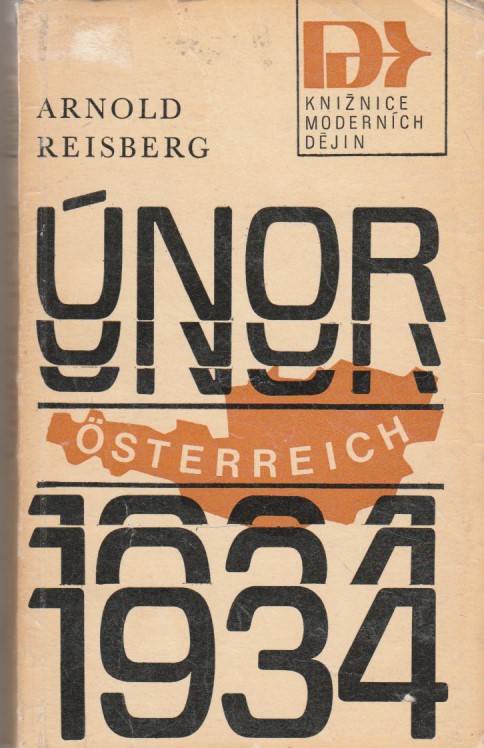 ARNOLD
REISBERG
KNIŽNICE
MODERNÍCH
DĚJIN
ÚNOR
ÖSTERREICH
1934